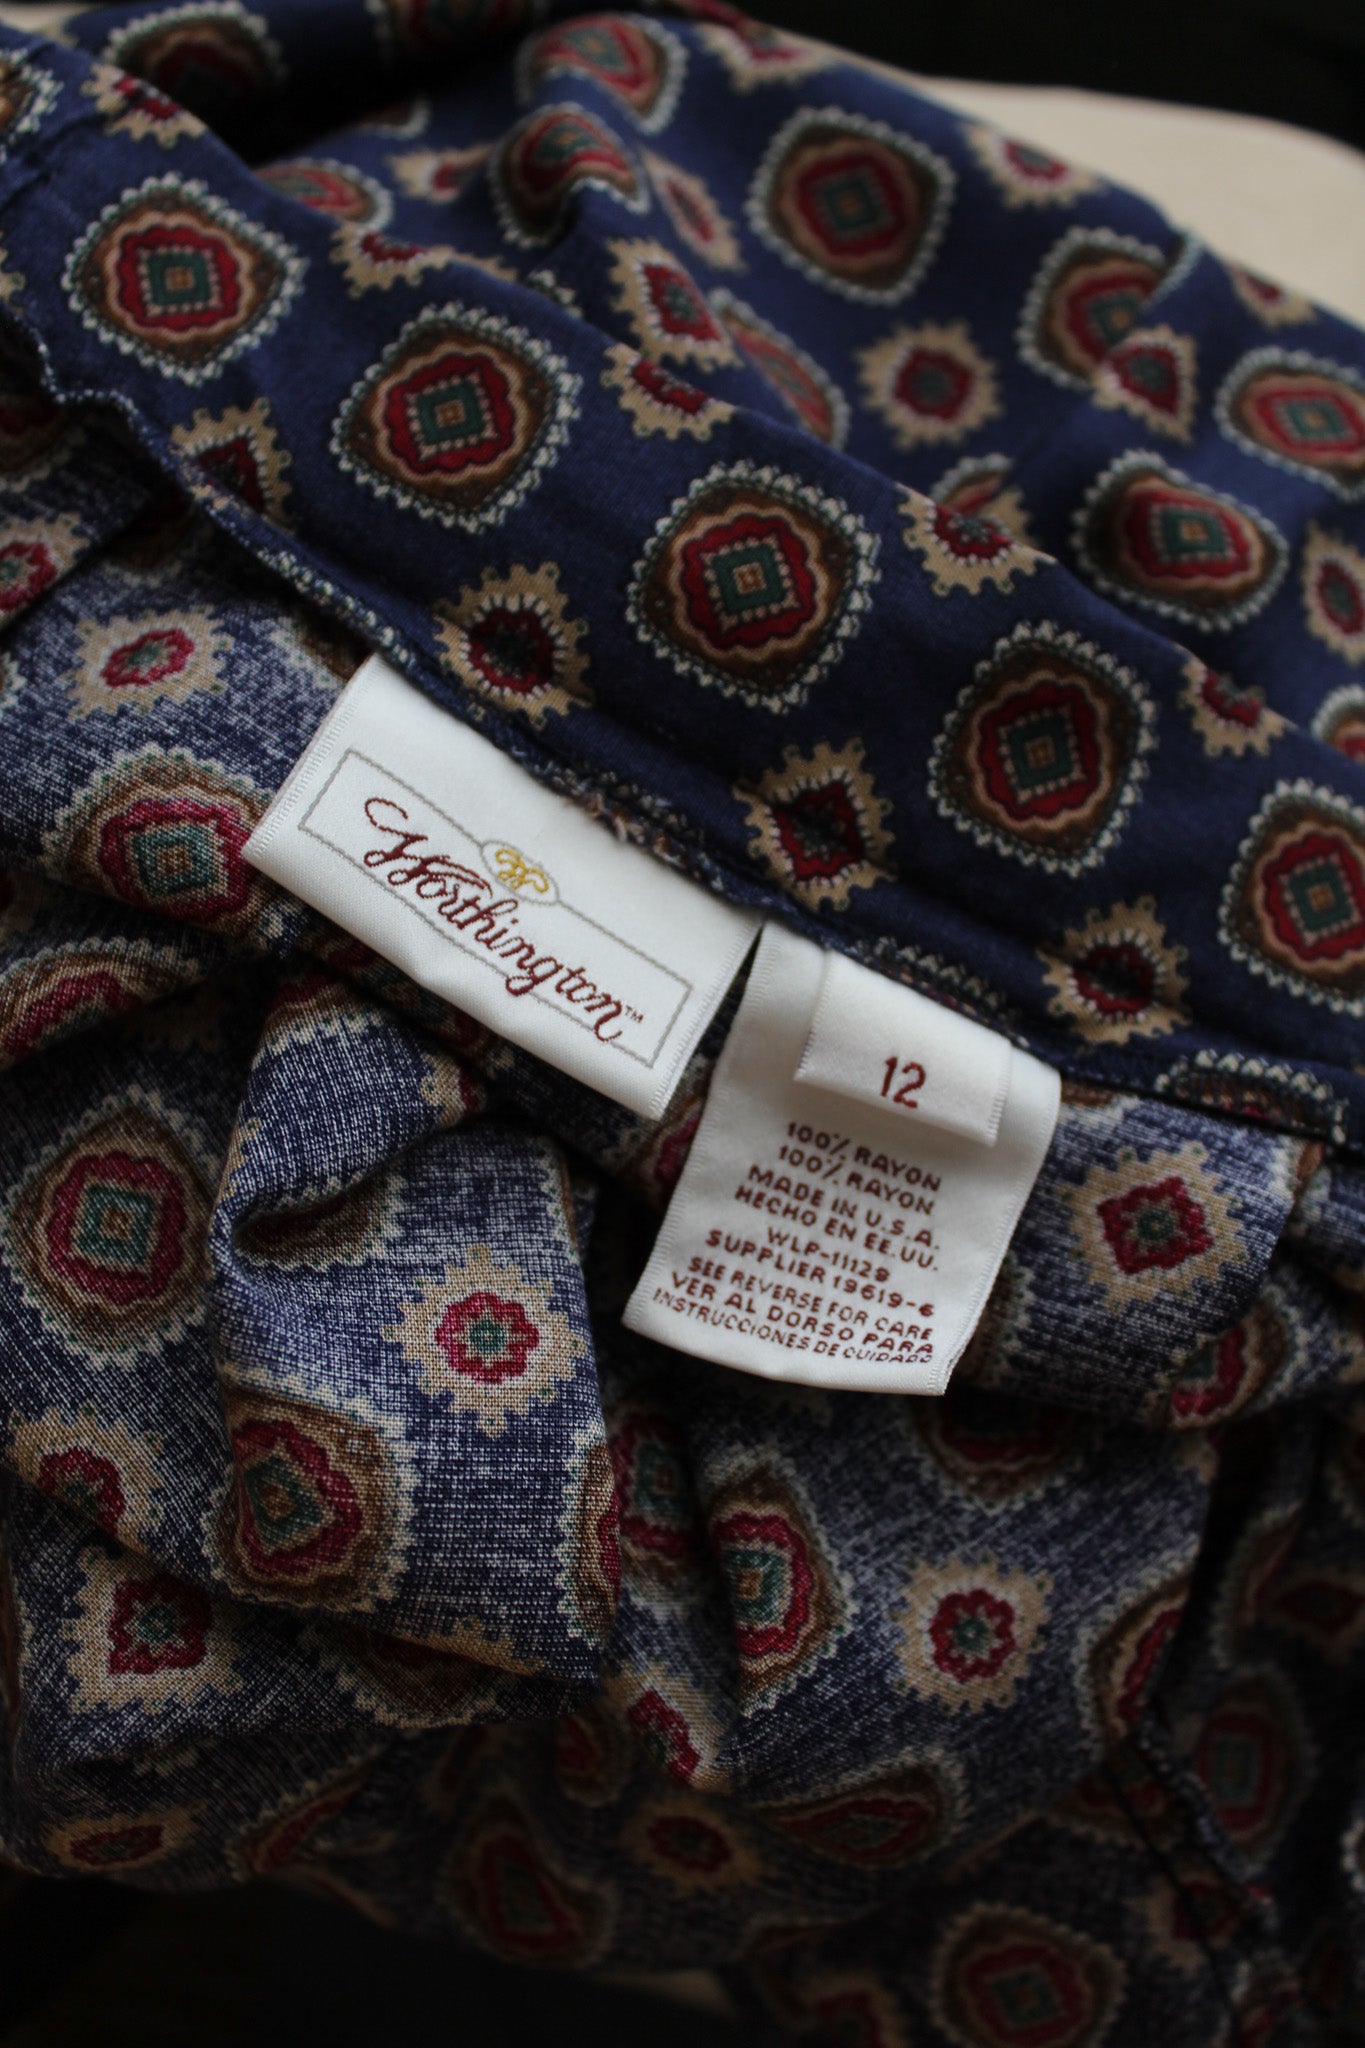 W
Worthington™
12
100% RAYON
100% RAYON
MADE IN U.S.A.
HECHO EN EE.UU.
WLP-11129
SUPPLIER 19619-6
SEE REVERSE FOR CARE
VER AL DORSO PARA
INSTRUCCIONES DE CUIDADO